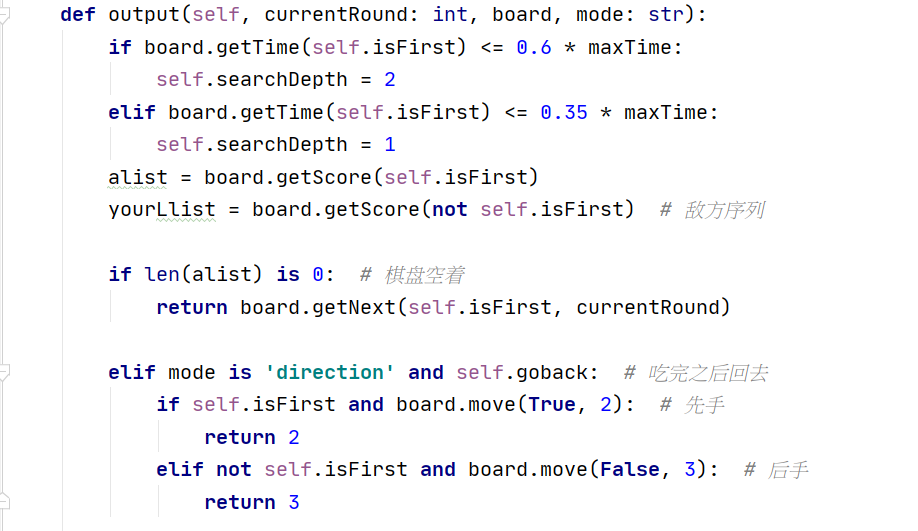 def output(self, currentRound: int, board, mode: str):
    if board.getTime(self.isFirst) <= 0.6 * maxTime:
        self.searchDepth = 2
    elif board.getTime(self.isFirst) <= 0.35 * maxTime:
        self.searchDepth = 1
    alist = board.getScore(self.isFirst)
    yourLlist = board.getScore(not self.isFirst)  # 敌方序列
    if len(alist) is 0:  # 棋盘空着
        return board.getNext(self.isFirst, currentRound)
    elif mode is 'direction' and self.goback:  # 吃完之后回去
        if self.isFirst and board.move(True, 2):  # 先手
            return 2
        elif not self.isFirst and board.move(False, 3):  # 后手
            return 3